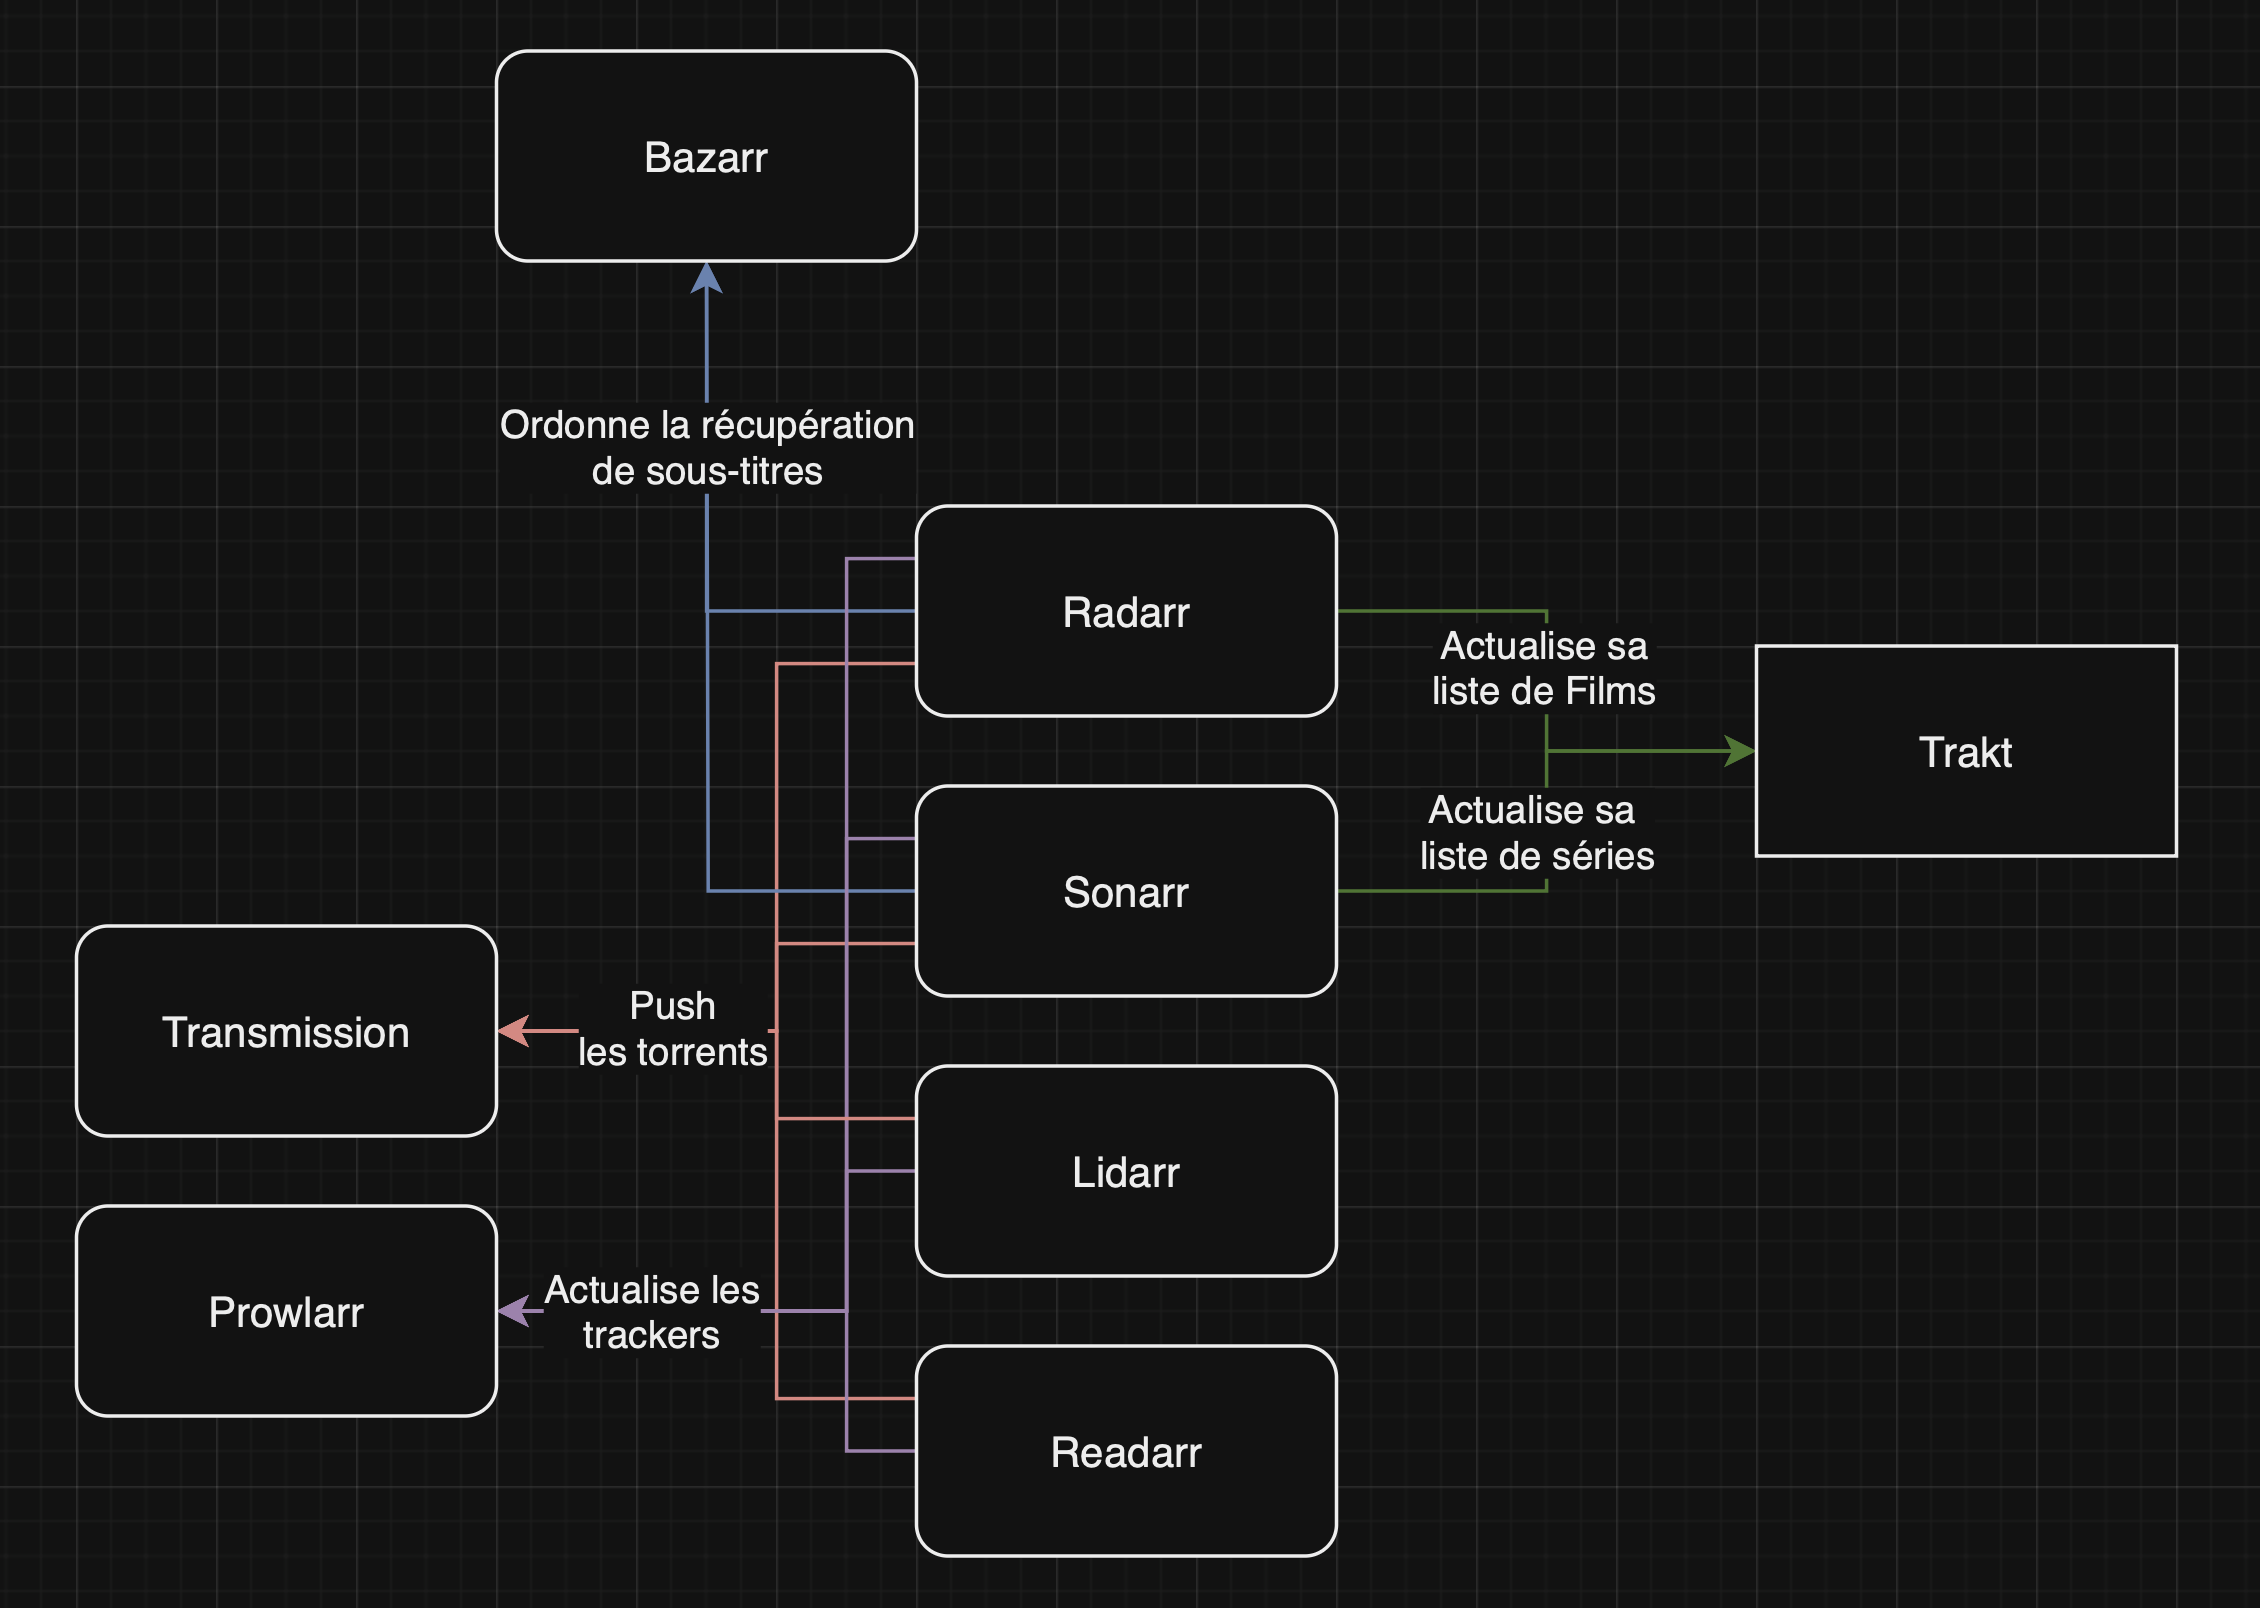 Bazarr
Ordonne la récupération
de sous-titres
Radarr
Actualise sa
liste de Films
Trakt
Actualise sa
liste de séries
Sonarr
Transmission
Push
les torrents
Lidarr
Prowlarr
Actualise les
trackers
Readarr